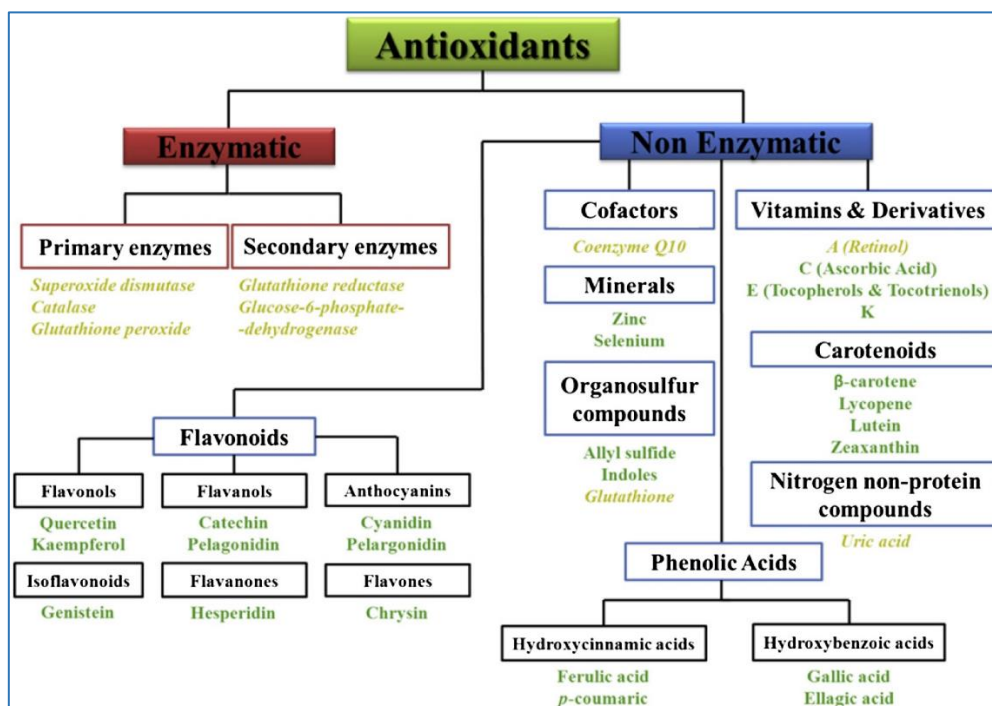 Antioxidants
Enzymatic
Non Enzymatic
Primary enzymes
Superoxide dismutase
Catalase
Glutathione peroxide
Secondary enzymes
Glutathione reductase
Glucose-6-phosphate-
-dehydrogenase
Cofactors
Coenzyme Q10
Minerals
Zinc
Selenium
Organosulfur
compounds
Allyl sulfide
Indoles
Glutathione
Vitamins & Derivatives
A (Retinol)
C (Ascorbic Acid)
E (Tocopherols & Tocotrienols)
K
Carotenoids
β-carotene
Lycopene
Lutein
Zeaxanthin
Nitrogen non-protein
compounds
Uric acid
Flavonoids
Flavonols
Quercetin
Kaempferol
Flavanols
Catechin
Pelagonidin
Anthocyanins
Cyanidin
Pelargonidin
Isoflavonoids
Genistein
Flavanones
Hesperidin
Flavones
Chrysin
Phenolic Acids
Hydroxycinnamic acids
Ferulic acid
p-coumaric
Hydroxybenzoic acids
Gallic acid
Ellagic acid